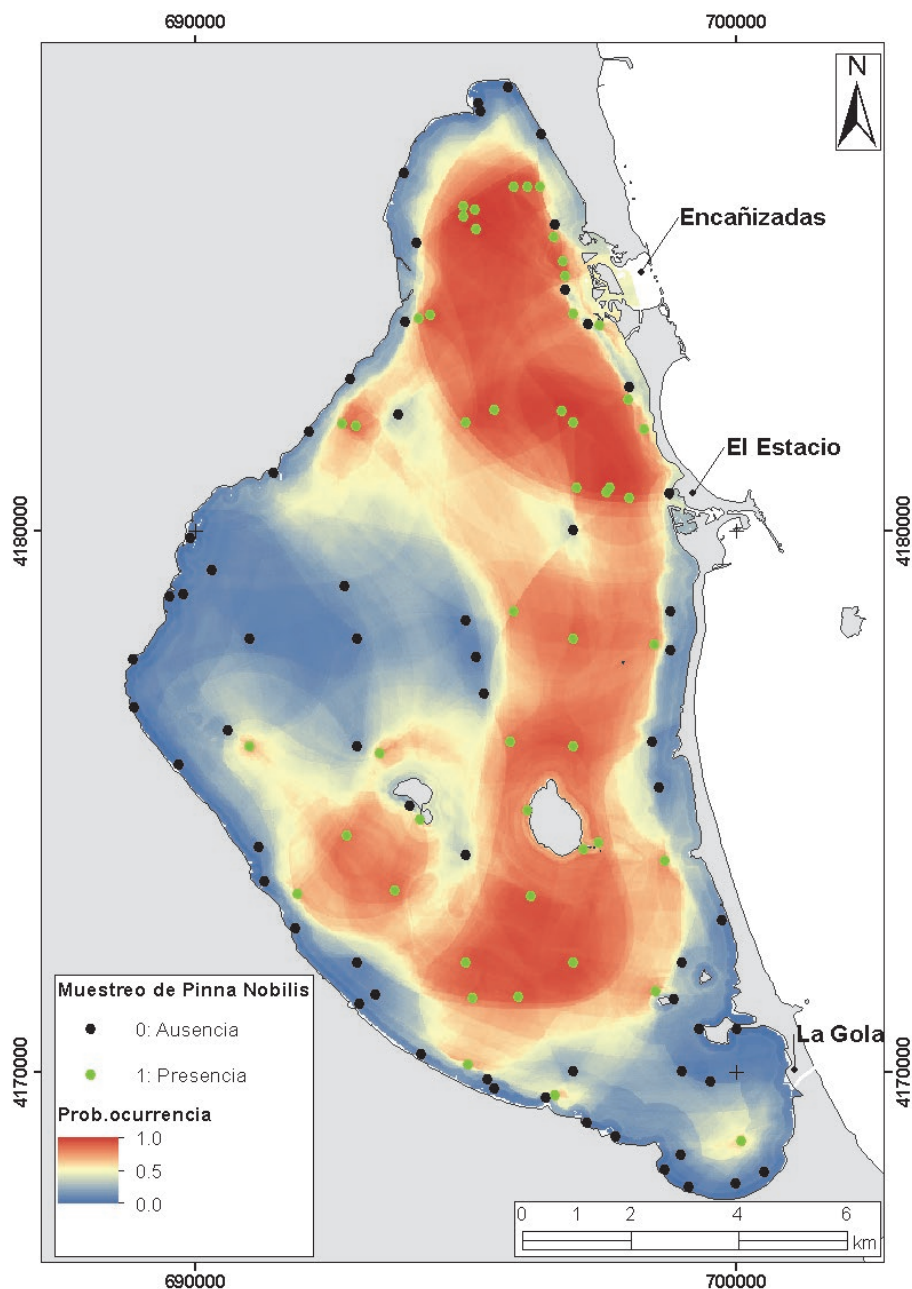 690000
700000
N
Encañizadas
El Estacio
4180000
4180000
Muestreo de Pinna Nobilis
0: Ausencia
1: Presencia
La Gola
4170000
4170000
Prob.ocurrencia
1.0
0.5
0.0
0 1 2 4 6
km
690000
700000